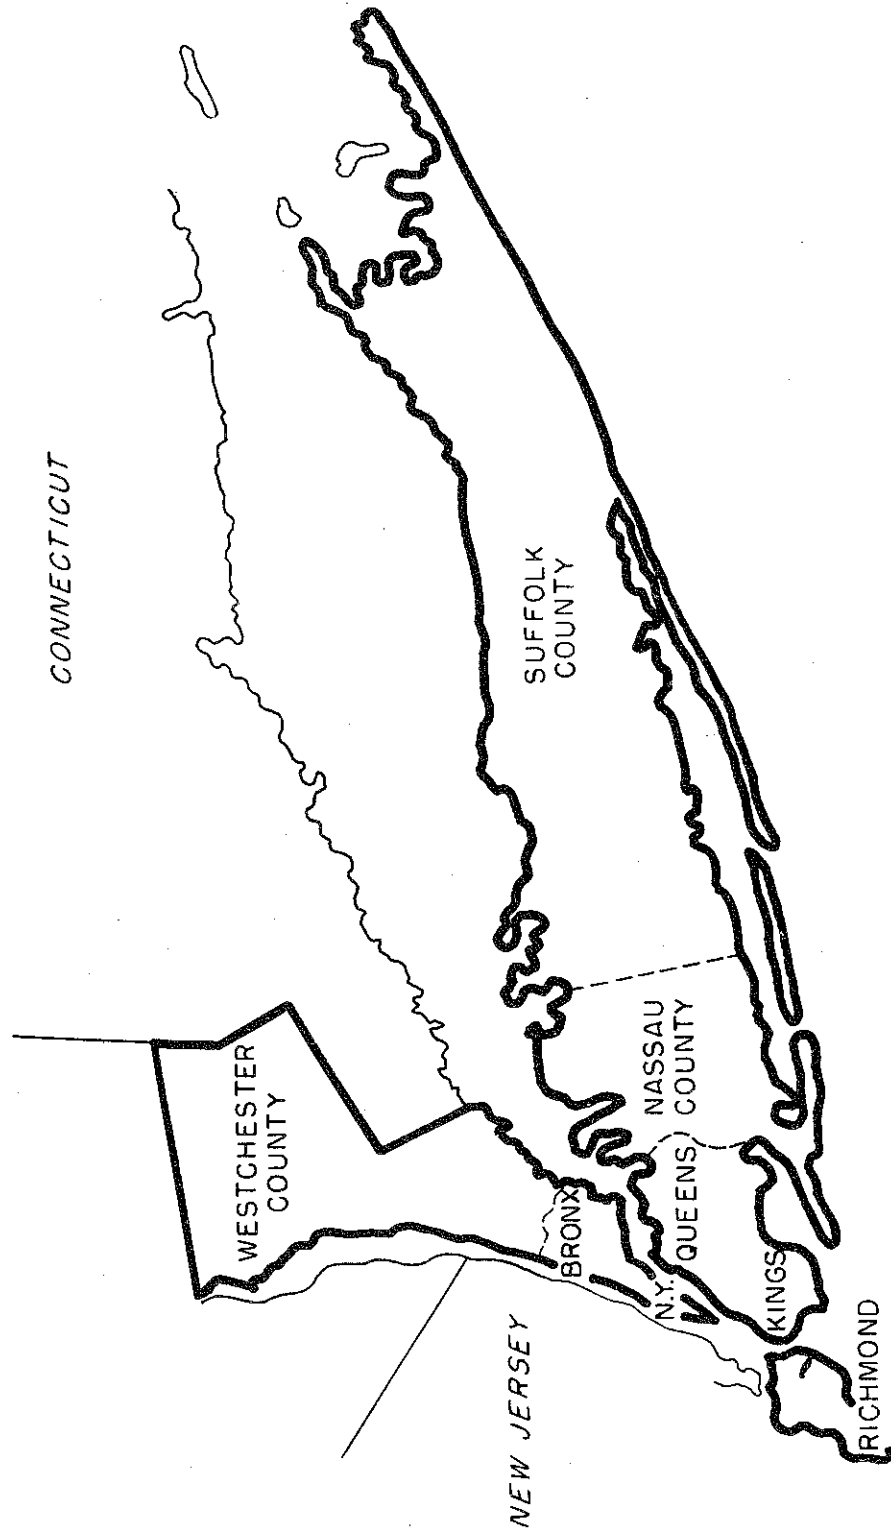 CONNECTICUT
WESTCHESTER
COUNTY
SUFFOLK
COUNTY
NASSAU
COUNTY
BRONX
QUEENS
N.Y.
NEW JERSEY
KINGS
RICHMOND